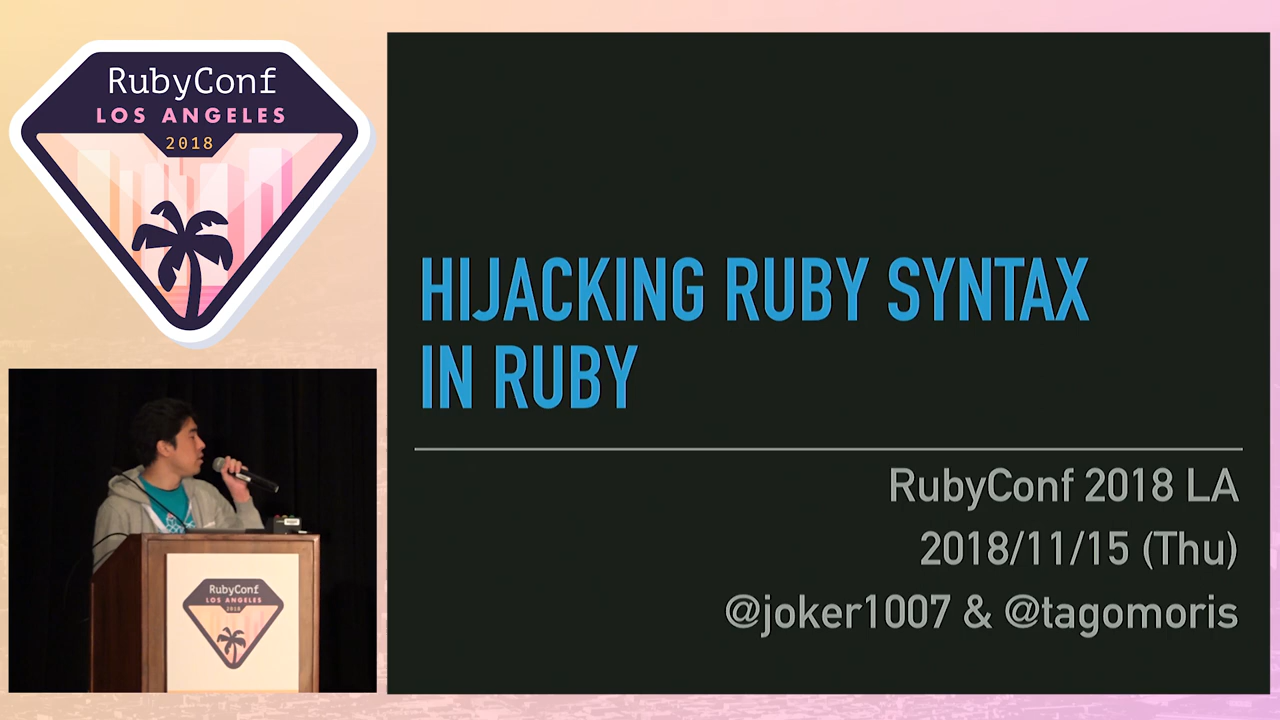 RubyConf
LOS ANGELES
2018
HIJACKING RUBY SYNTAX
IN RUBY
RubyConf 2018 LA
2018/11/15 (Thu)
@joker1007 & @tagomoris
RubyConf
LOS ANGELES
2018